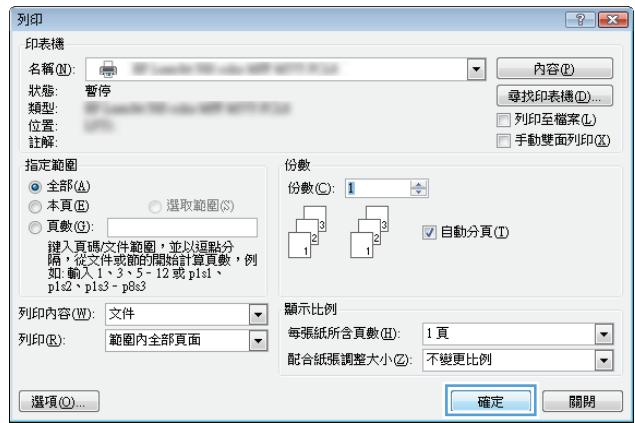 列印
印表機
名稱(N):
內容(P)
狀態: 暫停
尋找印表機(D)...
類型:
位置:
列印至檔案(L)
註解:
手動雙面列印(X)
指定範圍
全部(A)
本頁(E) 選取範圍(S)
頁數(G):
鍵入頁碼/文件範圍，並以逗點分
隔，從文件或節的開始計算頁數，例
如: 輸入 1、3、5 - 12 或 p1s1、
p1s2、p1s3 - p8s3
份數
份數(C): 1
3 3
2 2
1 1
自動分頁(T)
列印內容(W): 文件
列印(R): 範圍內全部頁面
顯示比例
每張紙所含頁數(H): 1 頁
配合紙張調整大小(Z): 不變更比例
選項(O)... 確定 關閉